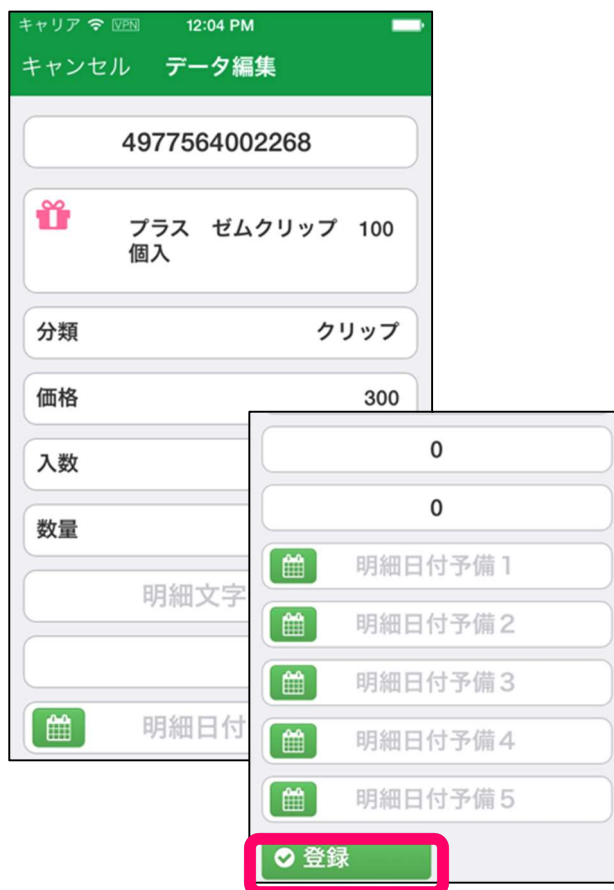 キャリア VPN 12:04 PM
キャンセル データ編集
4977564002268
プラス ゼムクリップ 100
個入
分類 クリップ
価格 300
入数
数量
明細文字
明細日付
0
0
明細日付予備1
明細日付予備2
明細日付予備3
明細日付予備4
明細日付予備5
登録